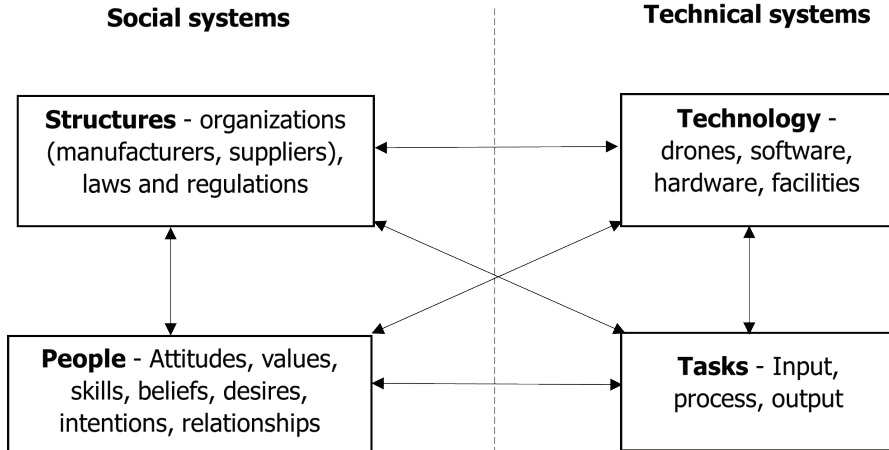 Social systems
Technical systems
Structures - organizations
(manufacturers, suppliers),
laws and regulations
Technology -
drones, software,
hardware, facilities
People - Attitudes, values,
skills, beliefs, desires,
intentions, relationships
Tasks - Input,
process, output